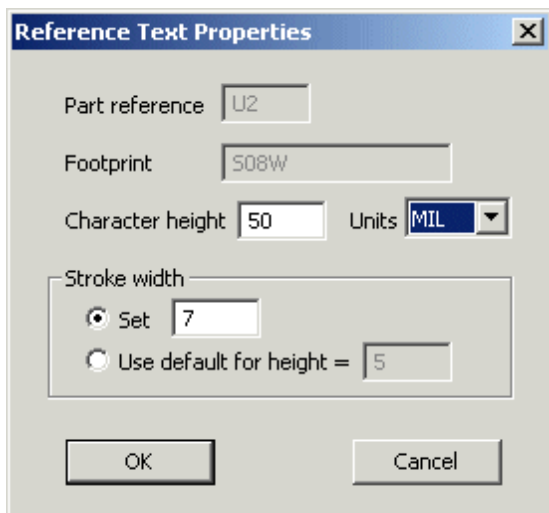 Reference Text Properties
Part reference U2
Footprint S08W
Character height 50 Units MIL
Stroke width
Set 7
Use default for height = 5
OK Cancel